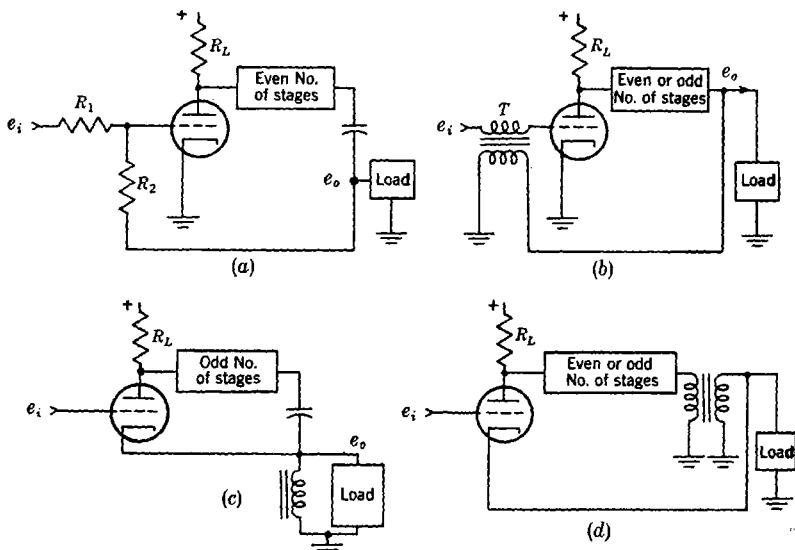 +
R_L
Even No.
of stages
R_1
e_i
R_2
e_o
Load
(a)
+
R_L
Even or odd
No. of stages
e_o
T
e_i
Load
(b)
+
R_L
Odd No.
of stages
e_i
e_o
Load
(c)
+
R_L
Even or odd
No. of stages
e_i
Load
(d)